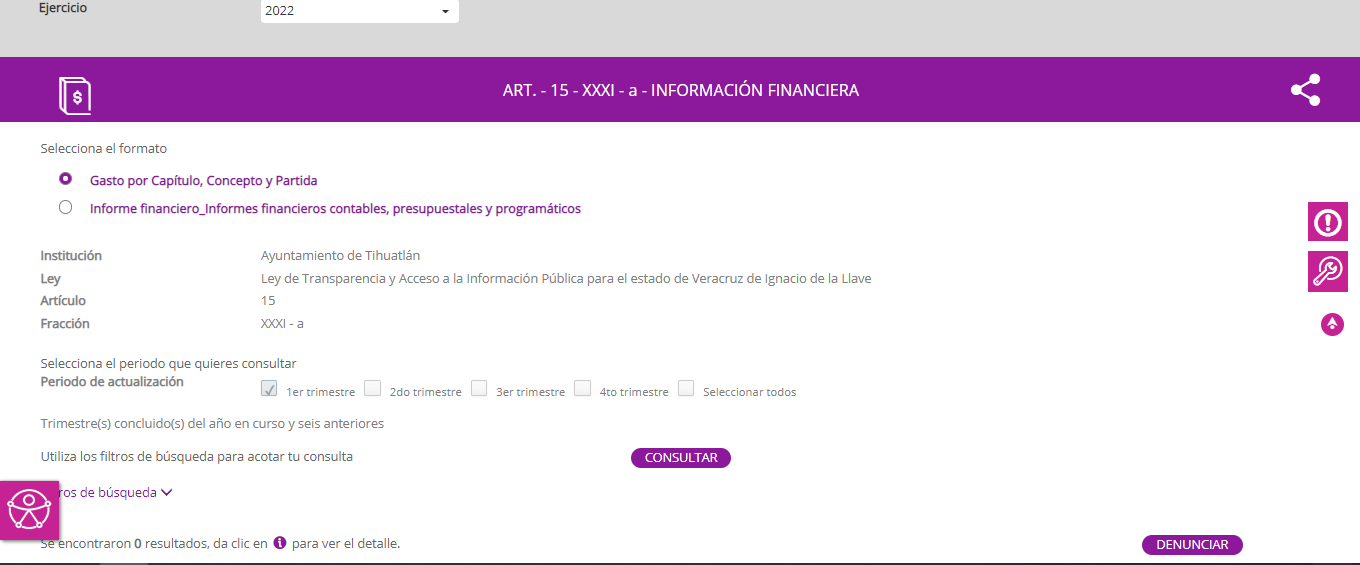 Ejercicio 2022
ART. - 15 - XXXI - a - INFORMACIÓN FINANCIERA
Selecciona el formato
Gasto por Capítulo, Concepto y Partida
Informe financiero_Informes financieros contables, presupuestales y programáticos
Institución Ayuntamiento de Tihuatlán
Ley Ley de Transparencia y Acceso a la Información Pública para el estado de Veracruz de Ignacio de la Llave
Artículo 15
Fracción XXXI - a
Selecciona el periodo que quieres consultar
Periodo de actualización 1er trimestre 2do trimestre 3er trimestre 4to trimestre Seleccionar todos
Trimestre(s) concluido(s) del año en curso y seis anteriores
Utiliza los filtros de búsqueda para acotar tu consulta CONSULTAR
ros de búsqueda
Se encontraron 0 resultados, da clic en para ver el detalle. DENUNCIAR